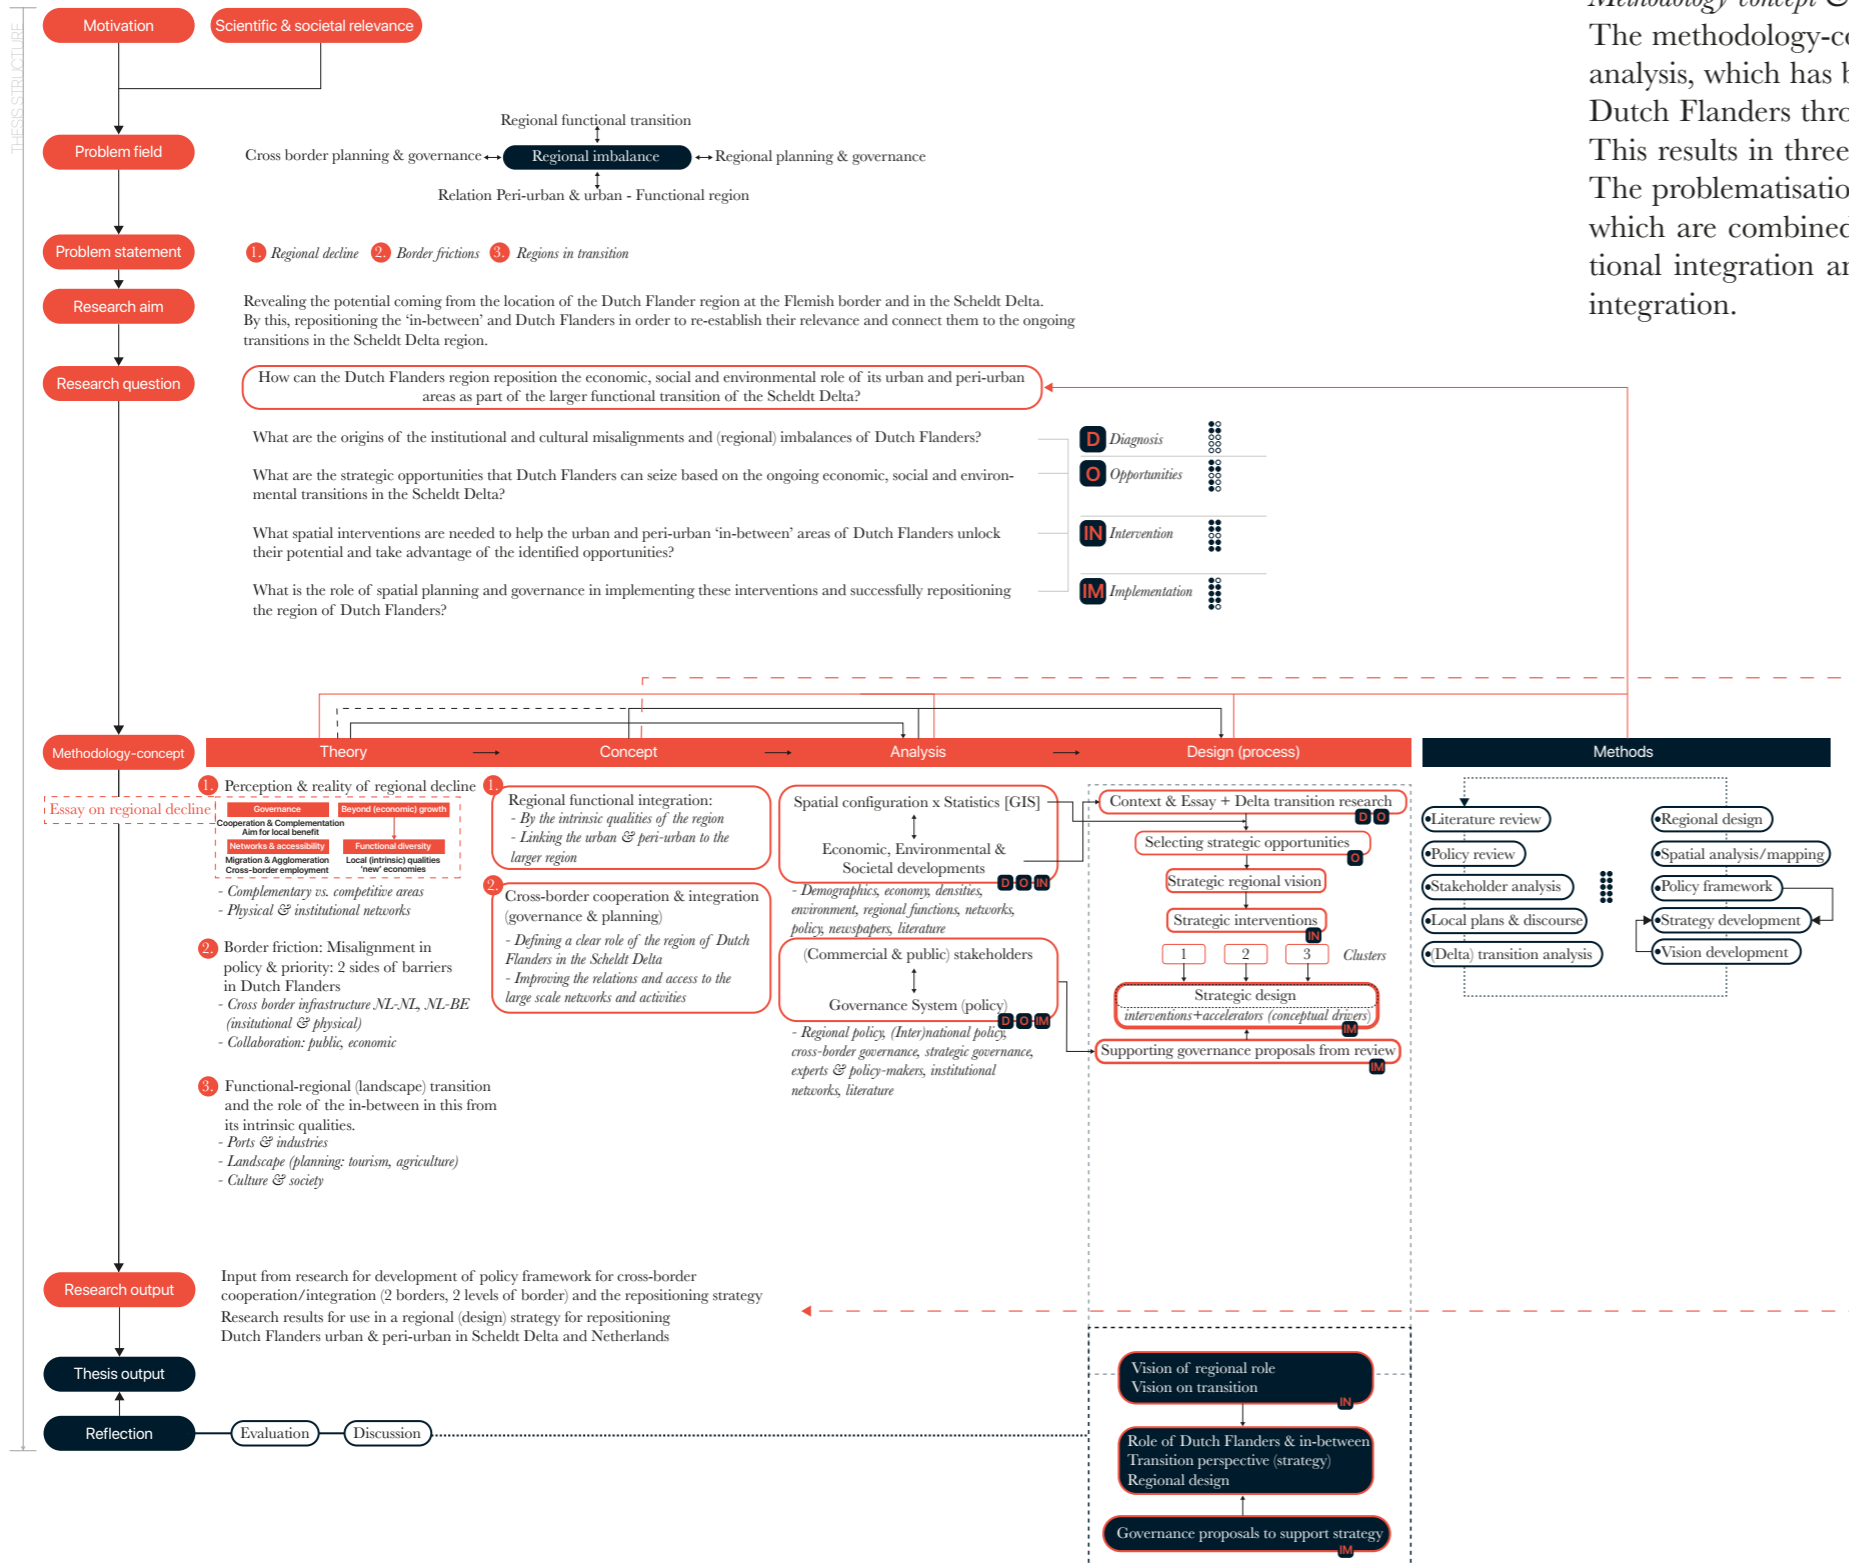 THESIS STRUCTURE
Motivation
Scientific & societal relevance
Methodology concept &
The methodology-co
analysis, which has b
Dutch Flanders thro
This results in three
The problematisatio
which are combined
tional integration an
integration.
Problem field
Regional functional transition
Cross border planning & governance
Regional imbalance
Regional planning & governance
Relation Peri-urban & urban - Functional region
Problem statement
1. Regional decline 2. Border frictions 3. Regions in transition
Research aim
Revealing the potential coming from the location of the Dutch Flander region at the Flemish border and in the Scheldt Delta.
By this, repositioning the ‘in-between’ and Dutch Flanders in order to re-establish their relevance and connect them to the ongoing
transitions in the Scheldt Delta region.
Research question
How can the Dutch Flanders region reposition the economic, social and environmental role of its urban and peri-urban
areas as part of the larger functional transition of the Scheldt Delta?
What are the origins of the institutional and cultural misalignments and (regional) imbalances of Dutch Flanders?
D Diagnosis
What are the strategic opportunities that Dutch Flanders can seize based on the ongoing economic, social and environ-
mental transitions in the Scheldt Delta?
O Opportunities
What spatial interventions are needed to help the urban and peri-urban ‘in-between’ areas of Dutch Flanders unlock
their potential and take advantage of the identified opportunities?
IN Intervention
What is the role of spatial planning and governance in implementing these interventions and successfully repositioning
the region of Dutch Flanders?
IM Implementation
Methodology-concept
Theory
Concept
Analysis
Design (process)
Methods
Essay on regional decline
1. Perception & reality of regional decline
Governance
Beyond (economic) growth
Cooperation & Complementation
Aim for local benefit
Networks & accessibility
Functional diversity
Migration & Agglomeration
Cross-border employment
Local (intrinsic) qualities
'new' economies
- Complementary vs. competitive areas
- Physical & institutional networks
2. Border friction: Misalignment in
policy & priority: 2 sides of barriers
in Dutch Flanders
- Cross border infrastructure NL-NL, NL-BE
(insitutional & physical)
- Collaboration: public, economic
3. Functional-regional (landscape) transition
and the role of the in-between in this from
its intrinsic qualities.
- Ports & industries
- Landscape (planning: tourism, agriculture)
- Culture & society
1.
Regional functional integration:
- By the intrinsic qualities of the region
- Linking the urban & peri-urban to the
larger region
2.
Cross-border cooperation & integration
(governance & planning)
- Defining a clear role of the region of Dutch
Flanders in the Scheldt Delta
- Improving the relations and access to the
large scale networks and activities
Spatial configuration x Statistics [GIS]
Economic, Environmental &
Societal developments
D O IN
- Demographics, economy, densities,
environment, regional functions, networks,
policy, newspapers, literature
(Commercial & public) stakeholders
Governance System (policy)
D O IM
- Regional policy, (Inter)national policy,
cross-border governance, strategic governance,
experts & policy-makers, institutional
networks, literature
Context & Essay + Delta transition research
D O
Selecting strategic opportunities
O
Strategic regional vision
Strategic interventions
IN
1 2 3 Clusters
Strategic design
interventions+accelerators (conceptual drivers)
IM
Supporting governance proposals from review
IM
Literature review
Policy review
Stakeholder analysis
Local plans & discourse
(Delta) transition analysis
Regional design
Spatial analysis/mapping
Policy framework
Strategy development
Vision development
Research output
Input from research for development of policy framework for cross-border
cooperation/integration (2 borders, 2 levels of border) and the repositioning strategy
Research results for use in a regional (design) strategy for repositioning
Dutch Flanders urban & peri-urban in Scheldt Delta and Netherlands
Thesis output
Reflection
Evaluation
Discussion
Vision of regional role
Vision on transition
IN
Role of Dutch Flanders & in-between
Transition perspective (strategy)
Regional design
Governance proposals to support strategy
IM